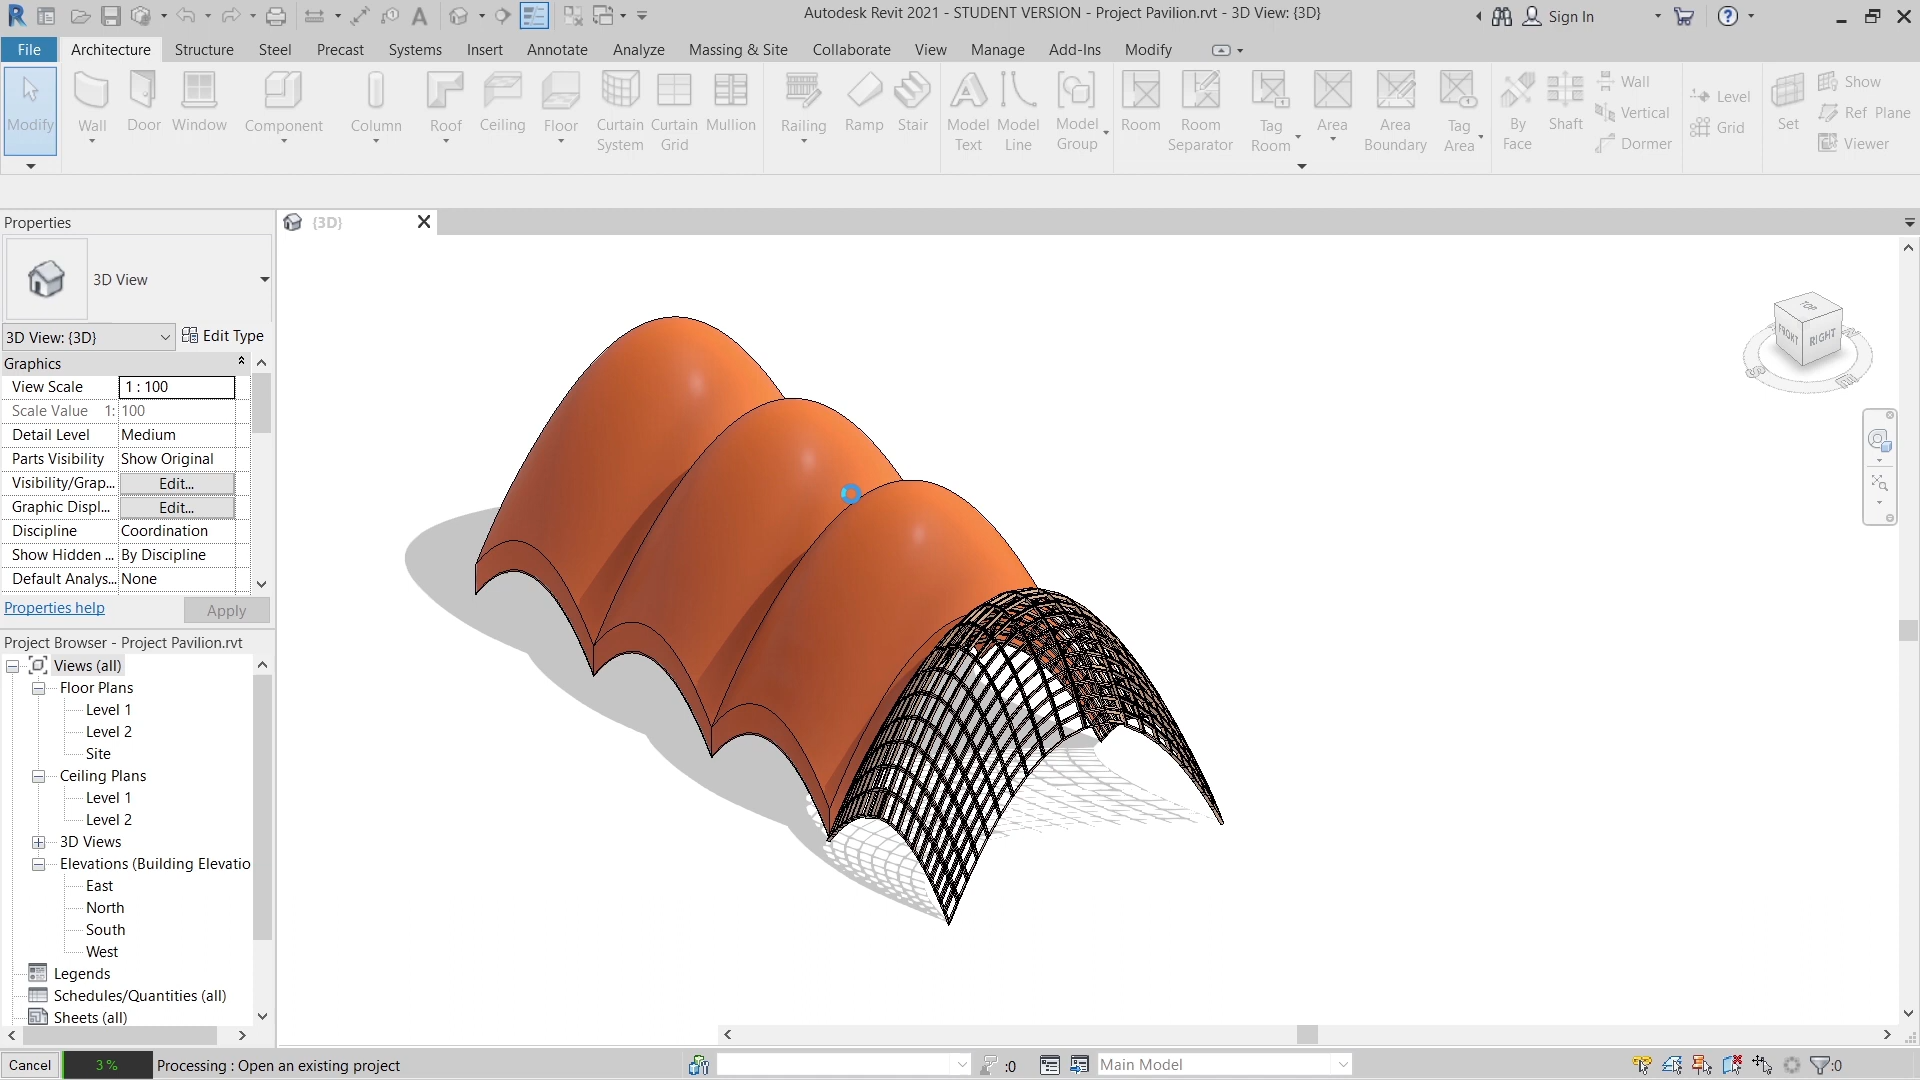 Autodesk Revit 2021 - STUDENT VERSION - Project Pavilion.rvt - 3D View: {3D}
Sign In
File Architecture Structure Steel Precast Systems Insert Annotate Analyze Massing & Site Collaborate View Manage Add-Ins Modify
Modify
Wall
Door
Window
Component
Column
Roof
Ceiling
Floor
Curtain System
Curtain Grid
Mullion
Railing
Ramp
Stair
Model Text
Model Line
Model Group
Room
Room Separator
Tag Room
Area
Area Boundary
Tag Area
By Face
Shaft
Wall
Vertical
Dormer
Level
Grid
Set
Show
Ref Plane
Viewer
Properties
{3D}
3D View
3D View: {3D}
Edit Type
Graphics
View Scale 1 : 100
Scale Value 1: 100
Detail Level Medium
Parts Visibility Show Original
Visibility/Grap... Edit...
Graphic Displ... Edit...
Discipline Coordination
Show Hidden ... By Discipline
Default Analys... None
Properties help
Apply
Project Browser - Project Pavilion.rvt
Views (all)
Floor Plans
Level 1
Level 2
Site
Ceiling Plans
Level 1
Level 2
3D Views
Elevations (Building Elevatio
East
North
South
West
Legends
Schedules/Quantities (all)
Sheets (all)
TOP
FRONT
RIGHT
S
Cancel
3 %
Processing : Open an existing project
:0
Main Model
:0